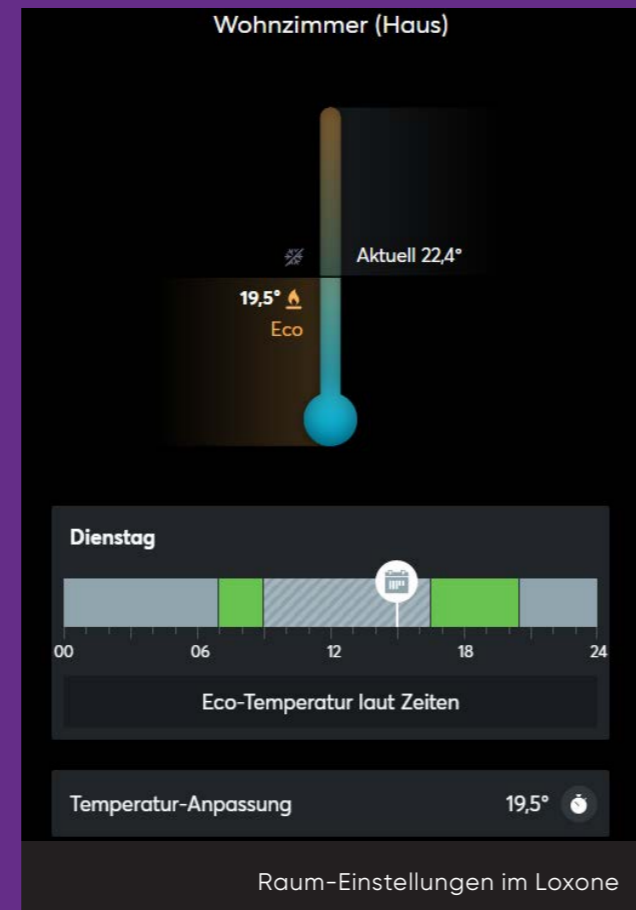 Wohnzimmer (Haus)
Aktuell 22,4°
19,5°
Eco
Dienstag
00 06 12 18 24
Eco-Temperatur laut Zeiten
Temperatur-Anpassung 19,5°
Raum-Einstellungen im Loxone